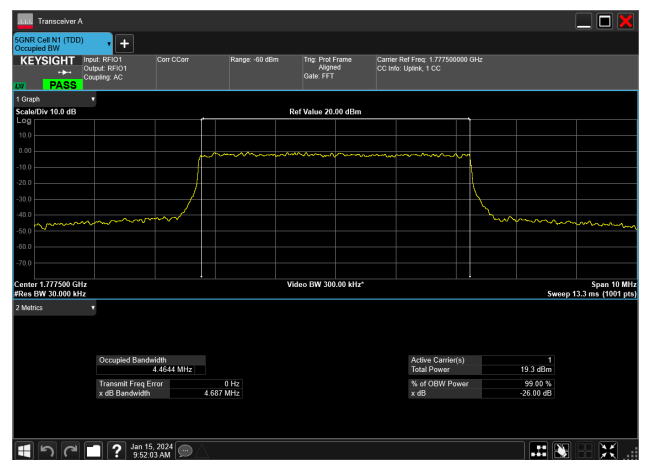 Transceiver A
5GNR Cell N1 (TDD)
Occupied BW
KEYSIGHT
LV PASS
Input: RFIO1
Output: RFIO1
Coupling: AC
Corr CCorr
Range: -60 dBm
Trig: Prot Frame
Aligned
Gate: FFT
Carrier Ref Freq: 1.777500000 GHz
CC Info: Uplink, 1 CC
1 Graph
Scale/Div 10.0 dB
Ref Value 20.00 dBm
Log
10.0
0.00
-10.0
-20.0
-30.0
-40.0
-50.0
-60.0
-70.0
Center 1.777500 GHz
Video BW 300.00 kHz*
Span 10 MHz
#Res BW 30.000 kHz
Sweep 13.3 ms (1001 pts)
2 Metrics
Occupied Bandwidth
4.4644 MHz
Active Carrier(s) 1
Total Power 19.3 dBm
Transmit Freq Error 0 Hz
x dB Bandwidth 4.687 MHz
% of OBW Power 99.00 %
x dB -26.00 dB
Jan 15, 2024
9:52:03 AM